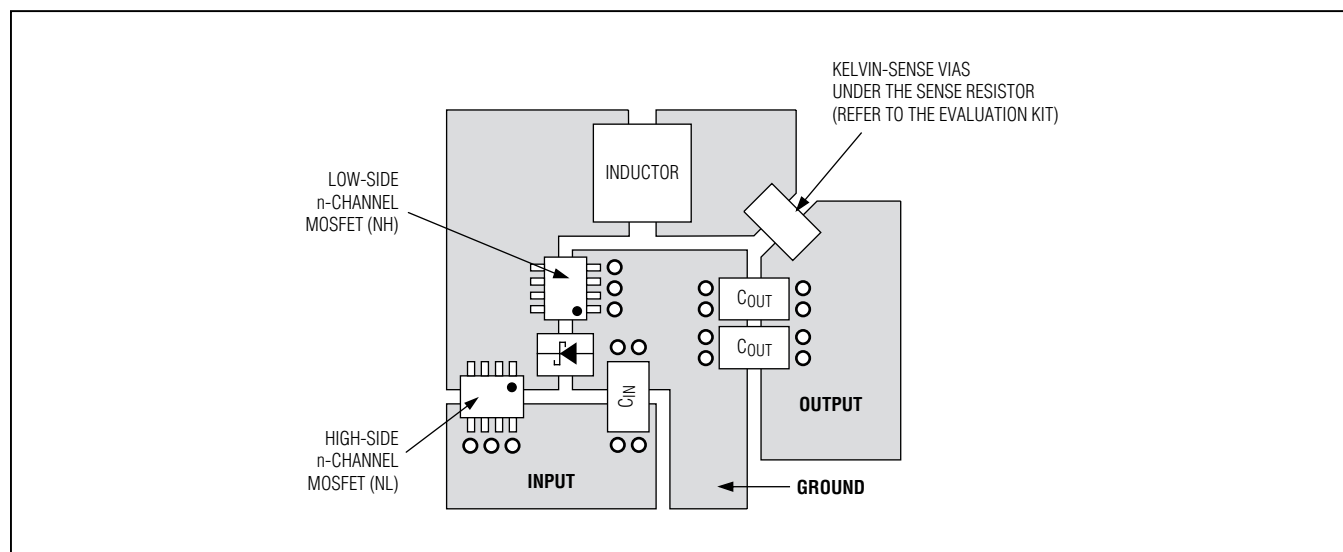 KELVIN-SENSE VIAS
UNDER THE SENSE RESISTOR
(REFER TO THE EVALUATION KIT)
INDUCTOR
LOW-SIDE
n-CHANNEL
MOSFET (NH)
COUT
COUT
CIN
OUTPUT
HIGH-SIDE
n-CHANNEL
MOSFET (NL)
INPUT
GROUND